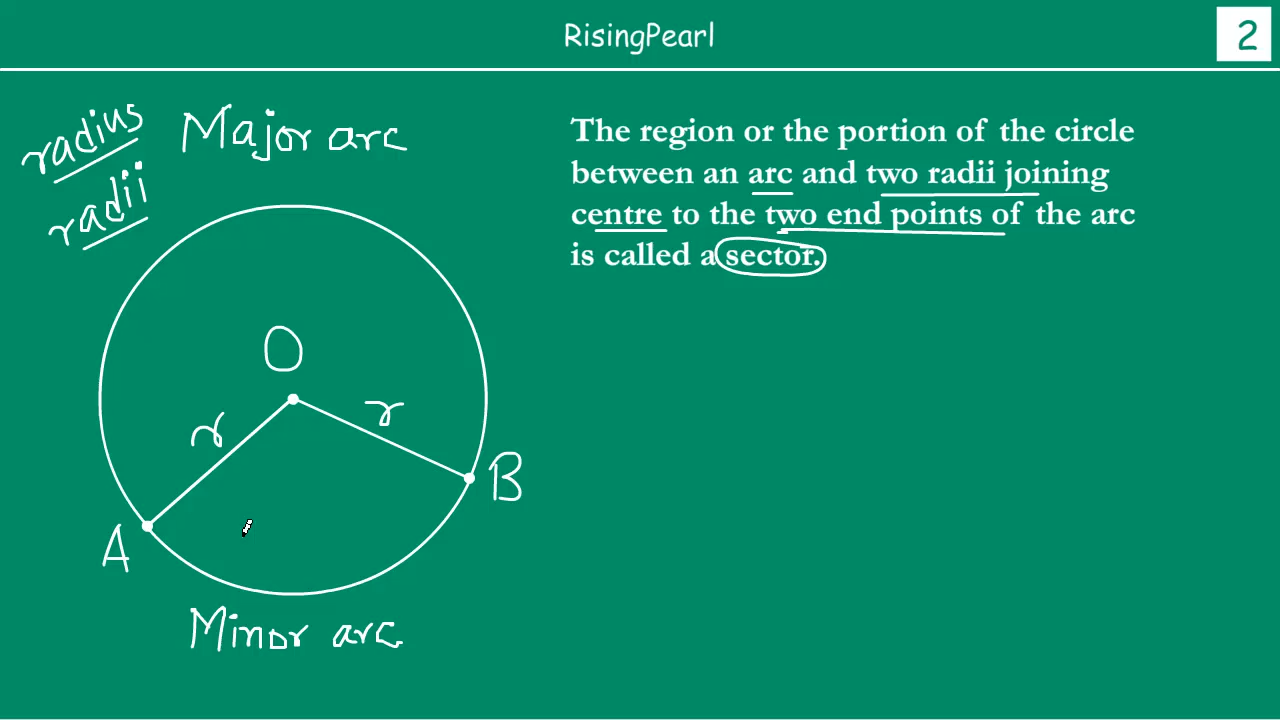 RisingPearl
2
radius
radii
Major arc
The region or the portion of the circle
between an arc and two radii joining
centre to the two end points of the arc
is called a sector.
O
r
r
B
A
Minor arc